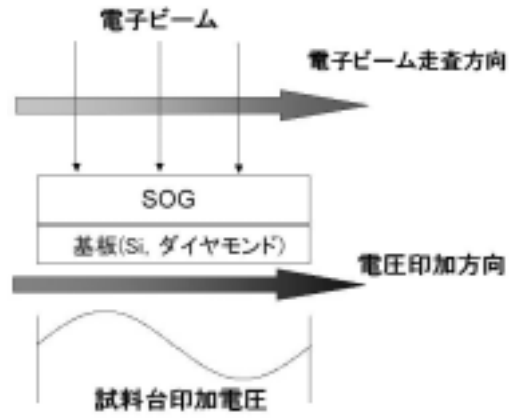 電子ビーム
電子ビーム走査方向
SOG
基板(Si, ダイヤモンド)
電圧印加方向
試料台印加電圧